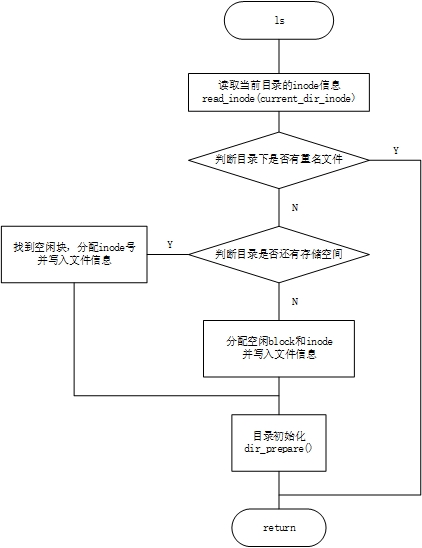 ls
读取当前目录的inode信息
read_inode(current_dir_inode)
判断目录下是否有重名文件
Y
N
找到空闲块，分配inode号
并写入文件信息
Y
判断目录是否还有存储空间
N
分配空闲block和inode
并写入文件信息
目录初始化
dir_prepare()
return